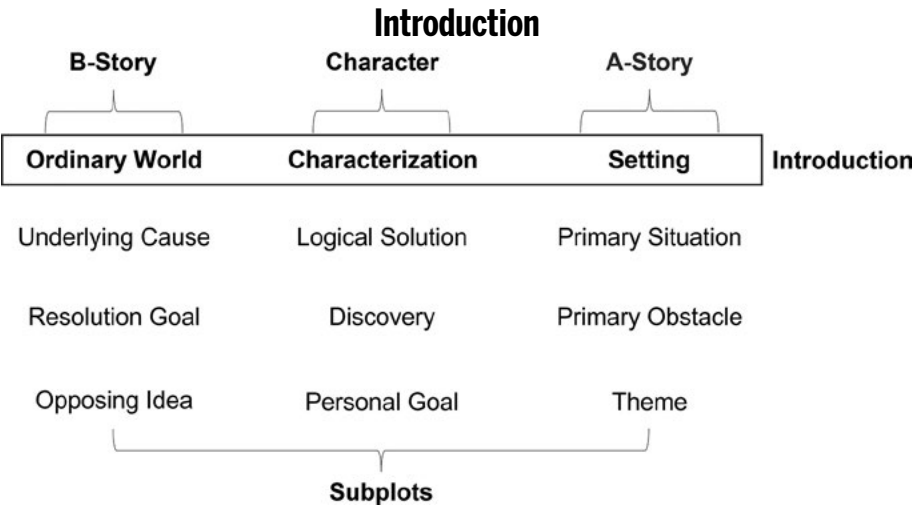 Introduction
B-Story Character A-Story
Ordinary World Characterization Setting Introduction
Underlying Cause Logical Solution Primary Situation
Resolution Goal Discovery Primary Obstacle
Opposing Idea Personal Goal Theme
Subplots